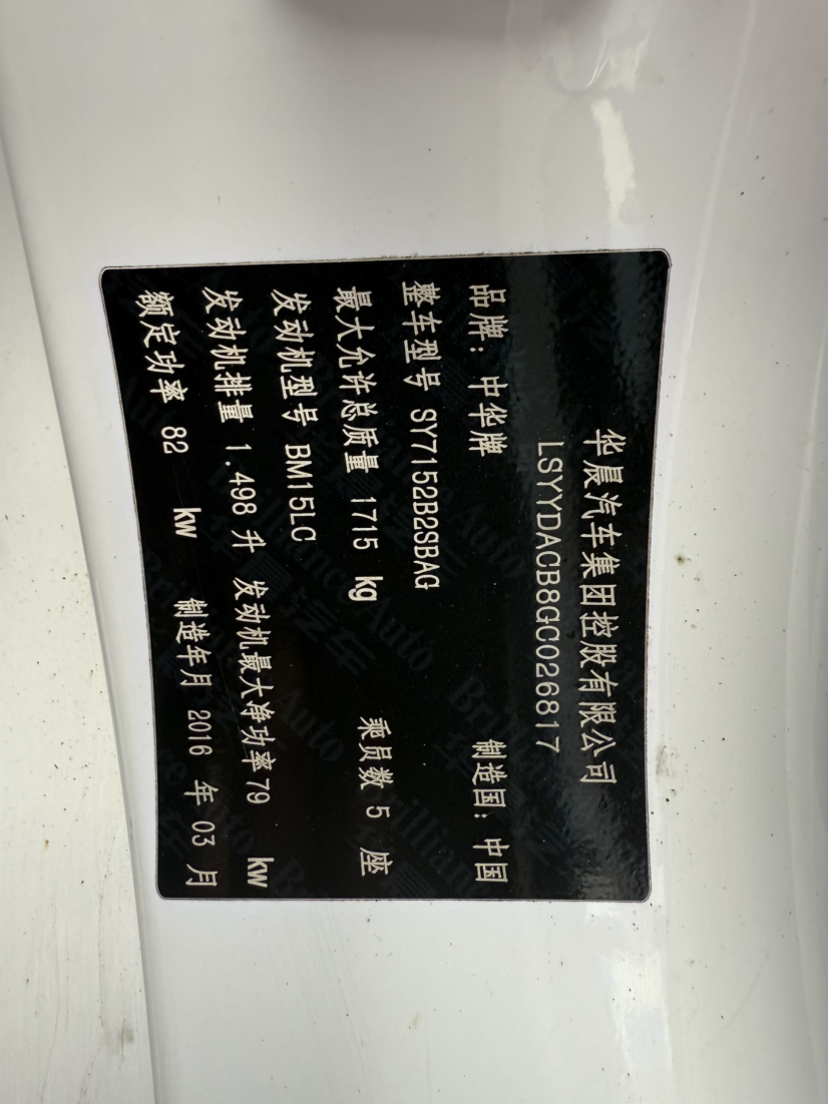 华晨汽车集团控股有限公司
LSYYDACB8GC026817
品牌：中华牌 制造国：中国
整车型号 SY7152B2SBAG
最大允许总质量 1715 kg 乘员数 5 座
发动机型号 BM15LC
发动机排量 1.498 升 发动机最大净功率79 kw
额定功率 82 kw 制造年月 2016 年 03 月